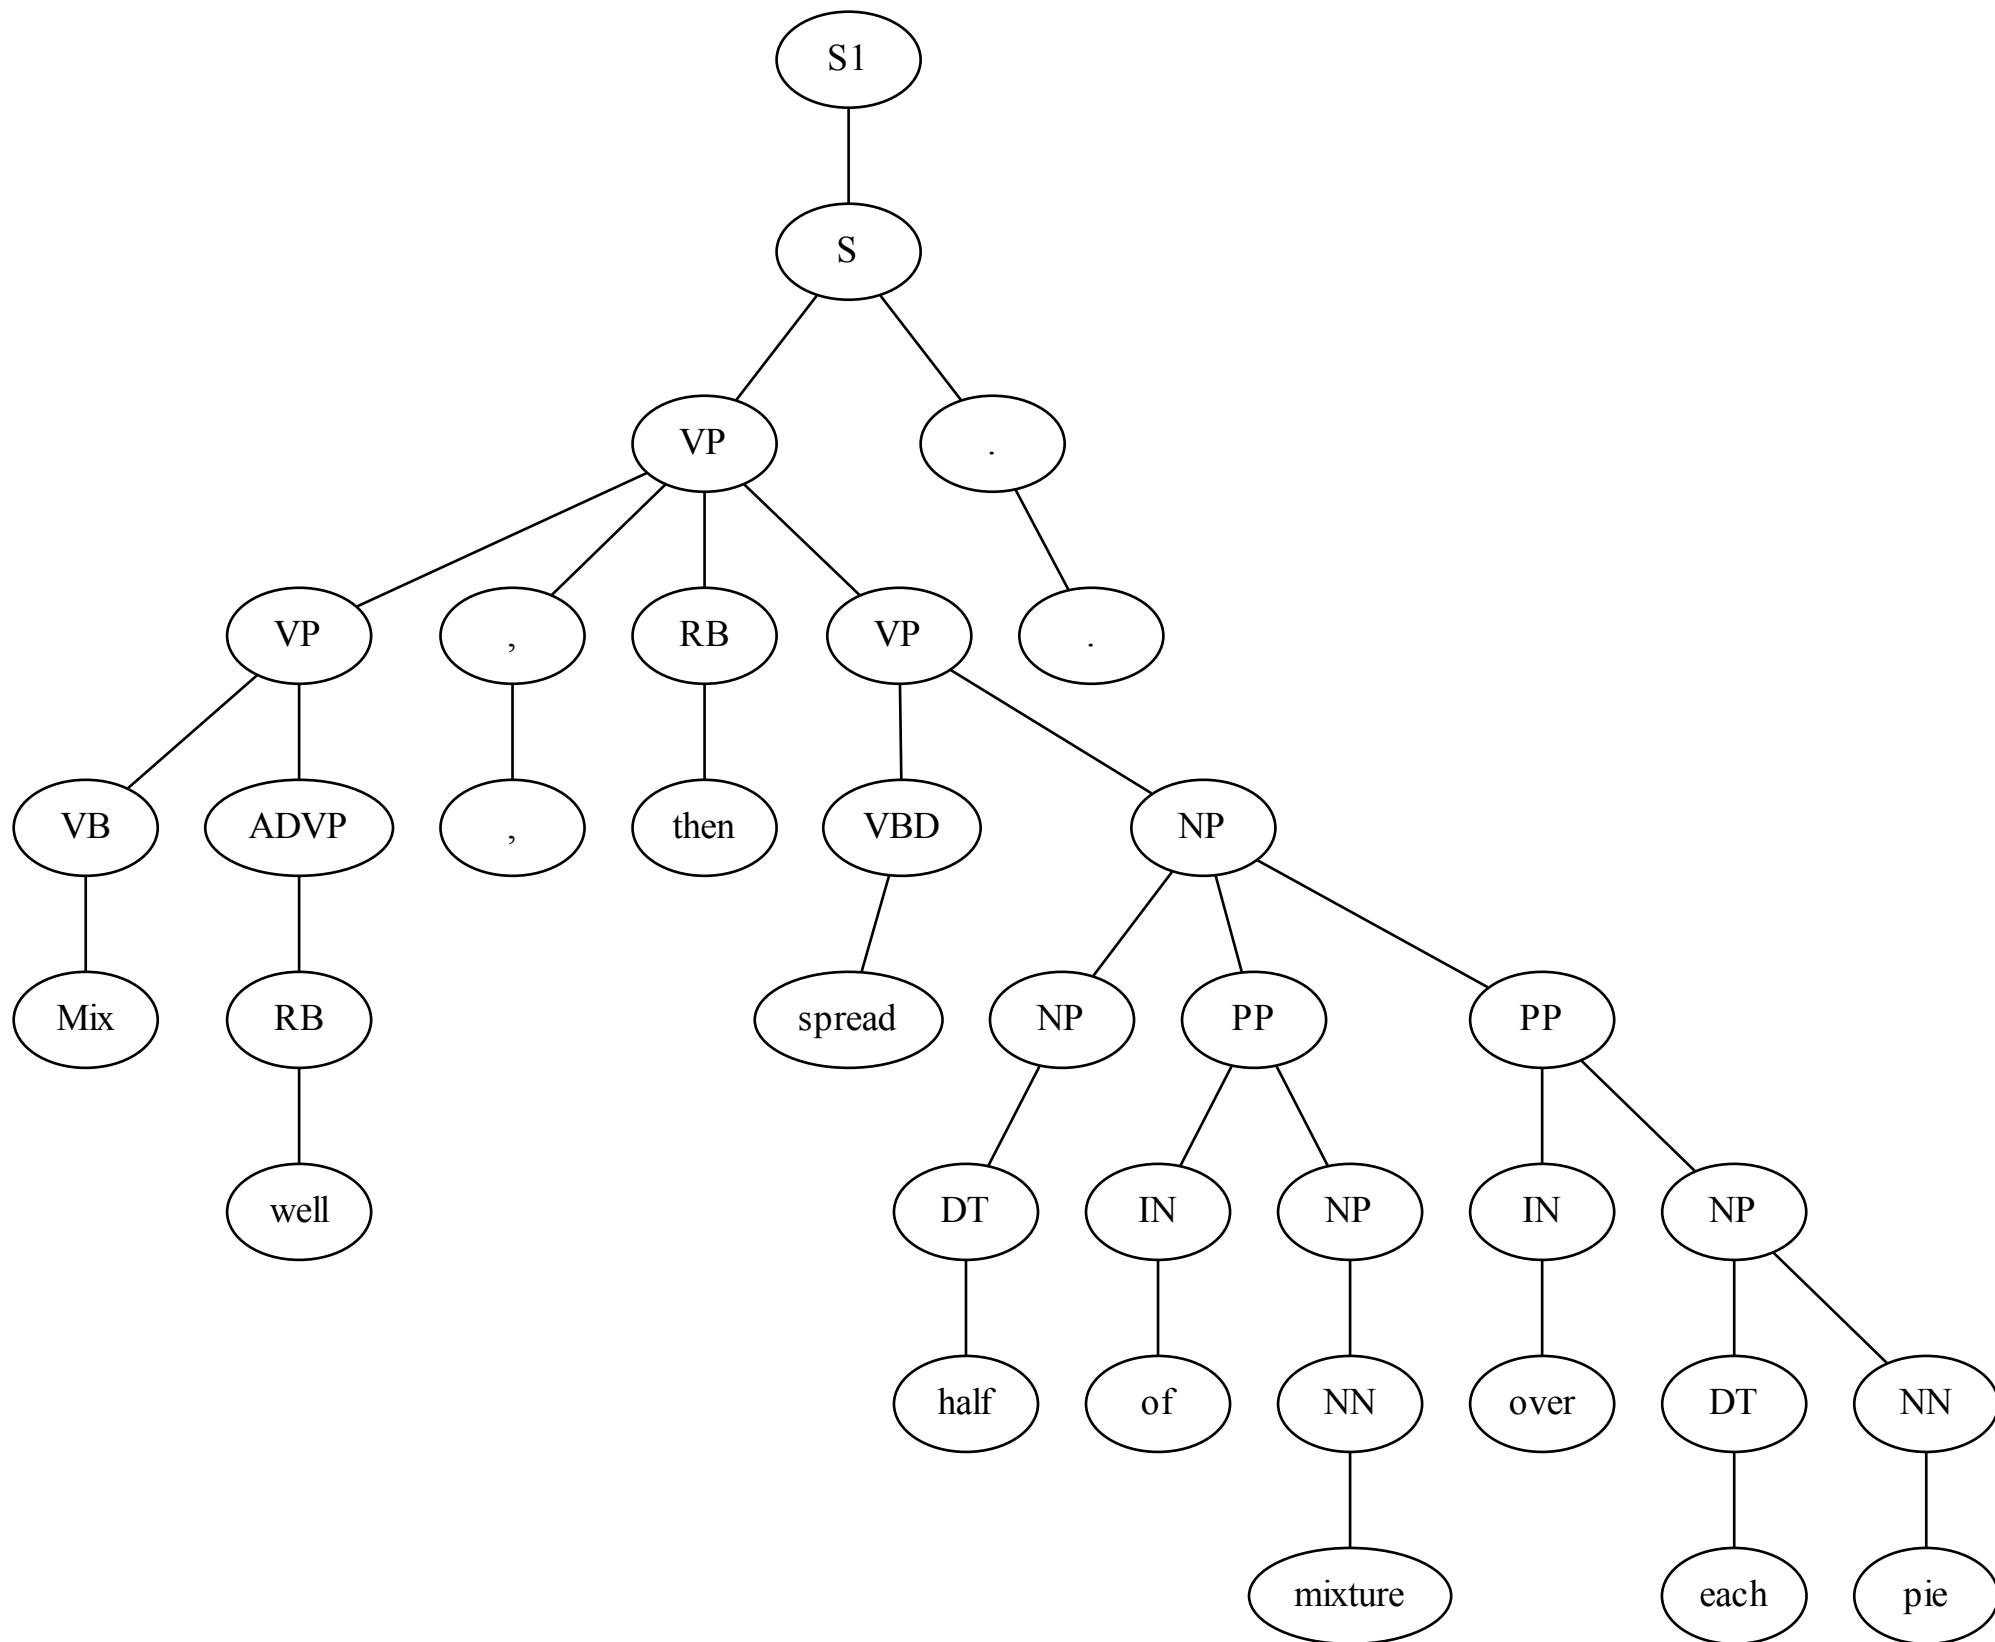 S1
S
VP .
VP , RB VP .
VB ADVP , then VBD NP
Mix RB spread NP PP PP
well DT IN NP IN NP
half of NN over DT NN
mixture each pie